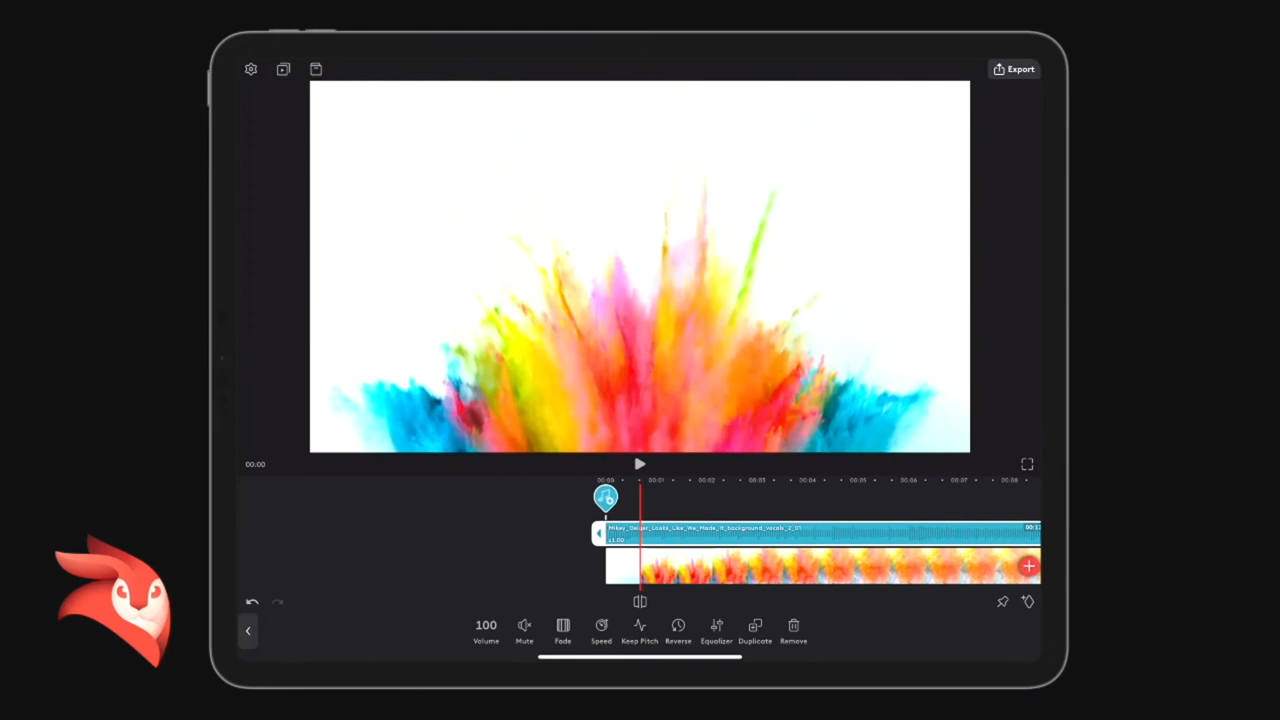 Export
00:00
00:00 00:01 00:02 00:03 00:04 00:05 00:06 00:07 00:08
Mikey_Geiger_Looks_Like_We_Made_It_background_vocals_2_01
x1.00
100
Volume Mute Fade Speed Keep Pitch Reverse Equalizer Duplicate Remove